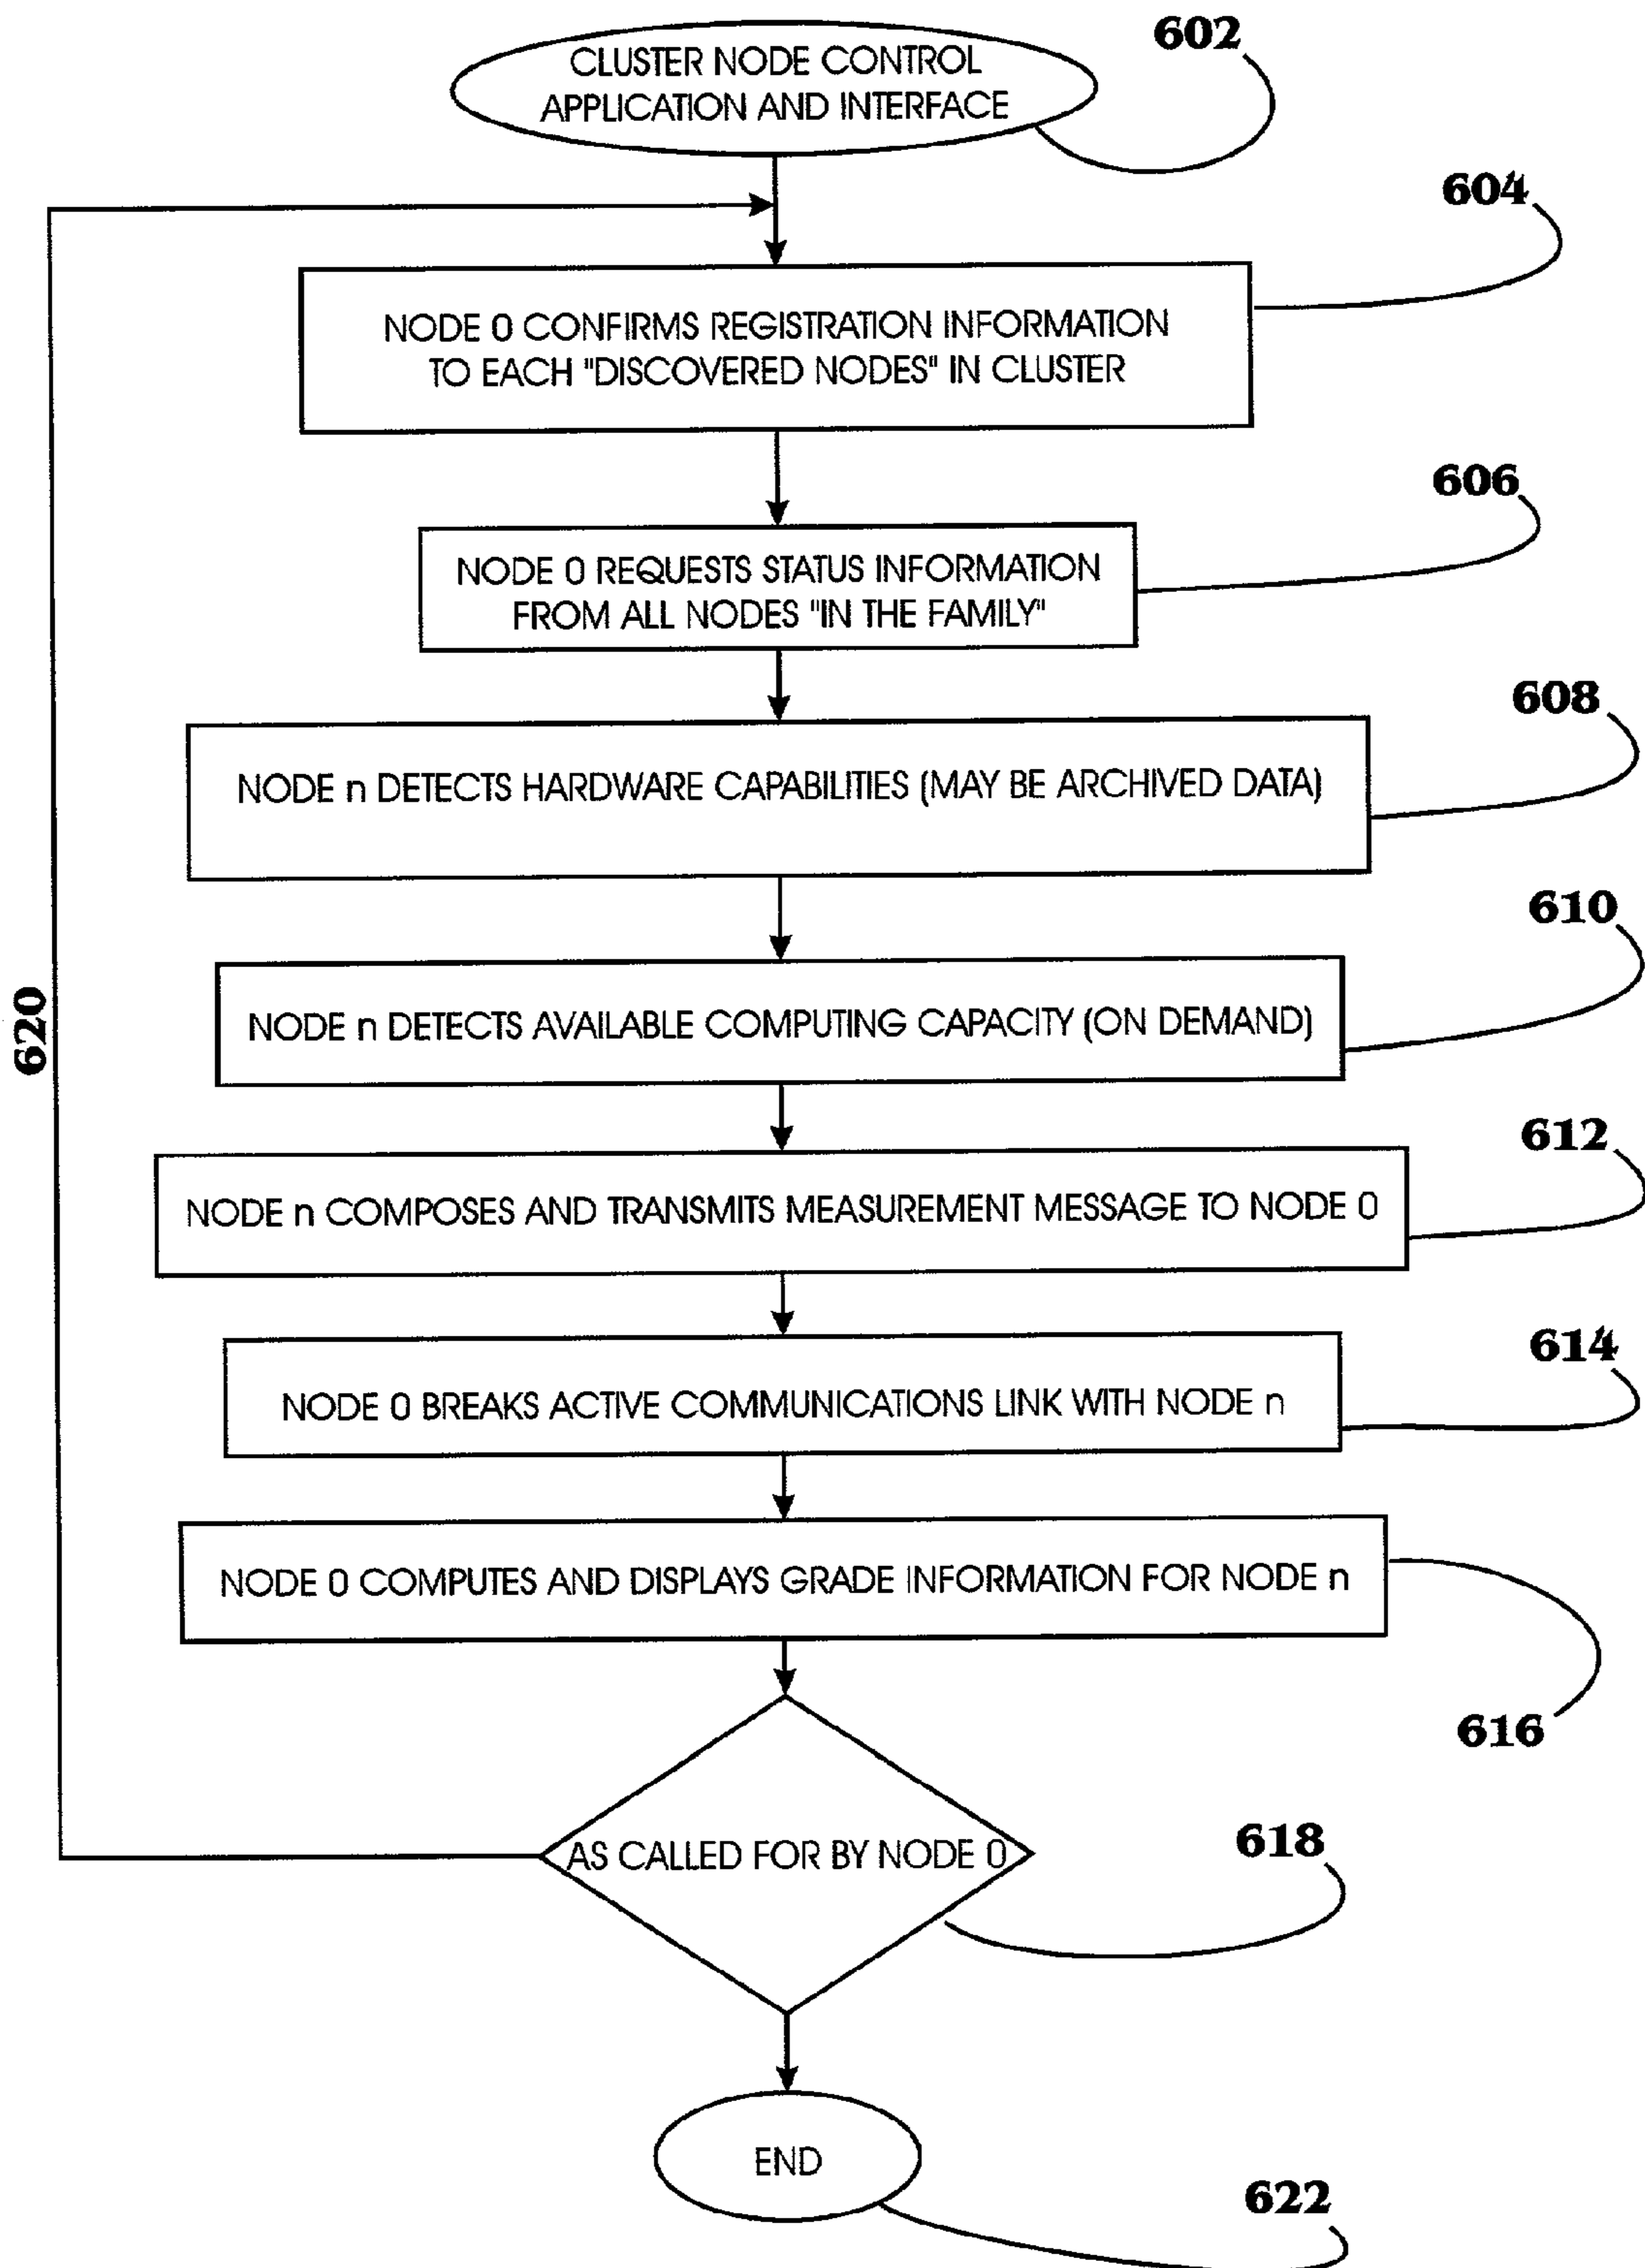 602
CLUSTER NODE CONTROL
APPLICATION AND INTERFACE
604
NODE 0 CONFIRMS REGISTRATION INFORMATION
TO EACH "DISCOVERED NODES" IN CLUSTER
606
NODE 0 REQUESTS STATUS INFORMATION
FROM ALL NODES "IN THE FAMILY"
608
NODE n DETECTS HARDWARE CAPABILITIES (MAY BE ARCHIVED DATA)
610
NODE n DETECTS AVAILABLE COMPUTING CAPACITY (ON DEMAND)
620
612
NODE n COMPOSES AND TRANSMITS MEASUREMENT MESSAGE TO NODE 0
614
NODE 0 BREAKS ACTIVE COMMUNICATIONS LINK WITH NODE n
NODE 0 COMPUTES AND DISPLAYS GRADE INFORMATION FOR NODE n
616
AS CALLED FOR BY NODE 0
618
END
622